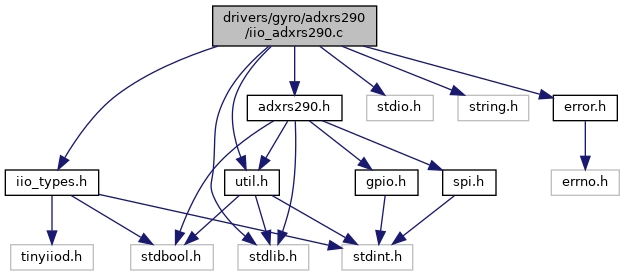 drivers/gyro/adxrs290
/iio_adxrs290.c
adxrs290.h
stdio.h
string.h
error.h
iio_types.h
util.h
gpio.h
spi.h
errno.h
tinyiiod.h
stdbool.h
stdlib.h
stdint.h